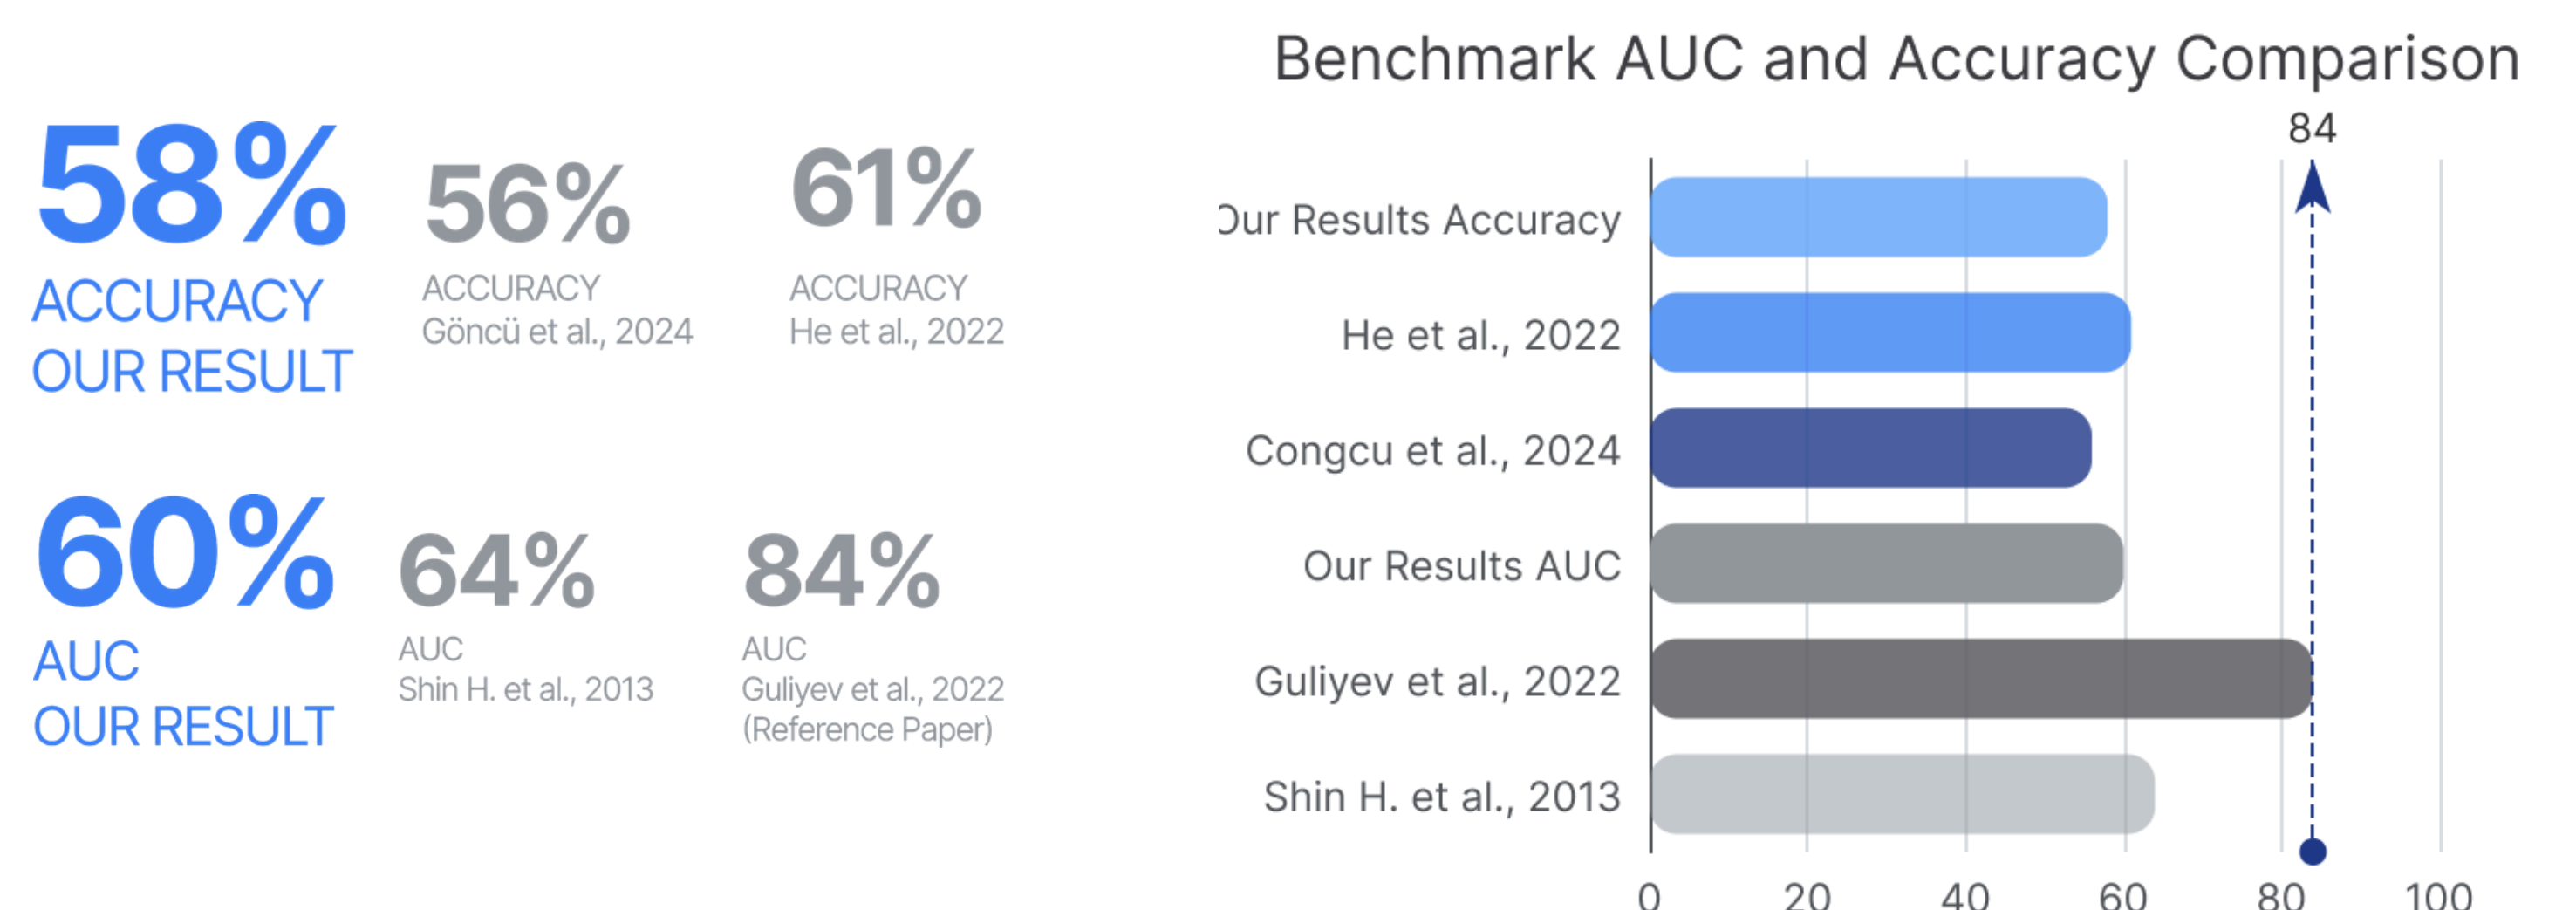 58%
ACCURACY
OUR RESULT
56%
ACCURACY
Göncü et al., 2024
61%
ACCURACY
He et al., 2022
60%
AUC
OUR RESULT
64%
AUC
Shin H. et al., 2013
84%
AUC
Guliyev et al., 2022
(Reference Paper)
Benchmark AUC and Accuracy Comparison
84
Our Results Accuracy
He et al., 2022
Congcu et al., 2024
Our Results AUC
Guliyev et al., 2022
Shin H. et al., 2013
0 20 40 60 80 100